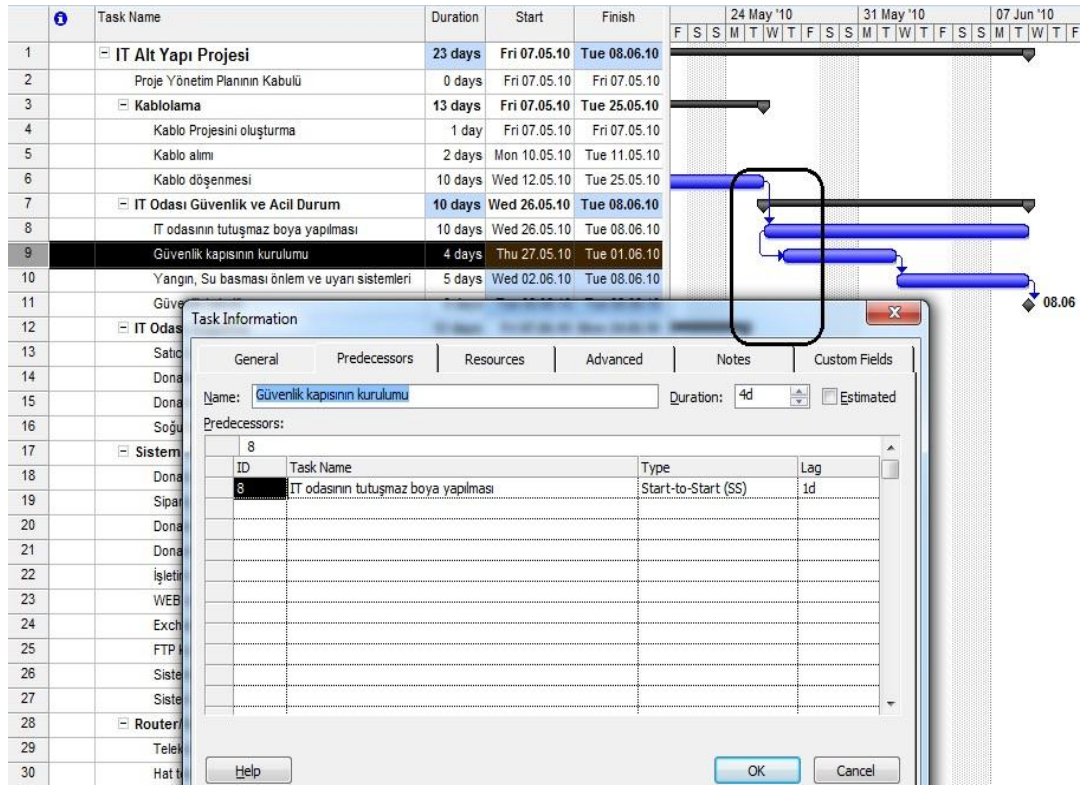 Task Name Duration Start Finish 24 May '10 31 May '10 07 Jun '10
F S S M T W T F S S M T W T F S S M T W T F
1 IT Alt Yapı Projesi 23 days Fri 07.05.10 Tue 08.06.10
2 Proje Yönetim Planının Kabulü 0 days Fri 07.05.10 Fri 07.05.10
3 Kablolama 13 days Fri 07.05.10 Tue 25.05.10
4 Kablo Projesini oluşturma 1 day Fri 07.05.10 Fri 07.05.10
5 Kablo alımı 2 days Mon 10.05.10 Tue 11.05.10
6 Kablo döşenmesi 10 days Wed 12.05.10 Tue 25.05.10
7 IT Odası Güvenlik ve Acil Durum 10 days Wed 26.05.10 Tue 08.06.10
8 IT odasının tutuşmaz boya yapılması 10 days Wed 26.05.10 Tue 08.06.10
9 Güvenlik kapısının kurulumu 4 days Thu 27.05.10 Tue 01.06.10
10 Yangın, Su basması önlem ve uyarı sistemleri 5 days Wed 02.06.10 Tue 08.06.10
11 Güve 08.06
12 IT Odas
13 Satıc
14 Dona
15 Dona
16 Soğu
17 Sistem
18 Dona
19 Sipar
20 Dona
21 Dona
22 İşletir
23 WEB
24 Exch
25 FTP
26 Siste
27 Siste
28 Router/
29 Telek
30 Hat t
Task Information
General Predecessors Resources Advanced Notes Custom Fields
Name: Güvenlik kapısının kurulumu Duration: 4d Estimated
Predecessors:
8
ID Task Name Type Lag
8 IT odasının tutuşmaz boya yapılması Start-to-Start (SS) 1d
Help OK Cancel